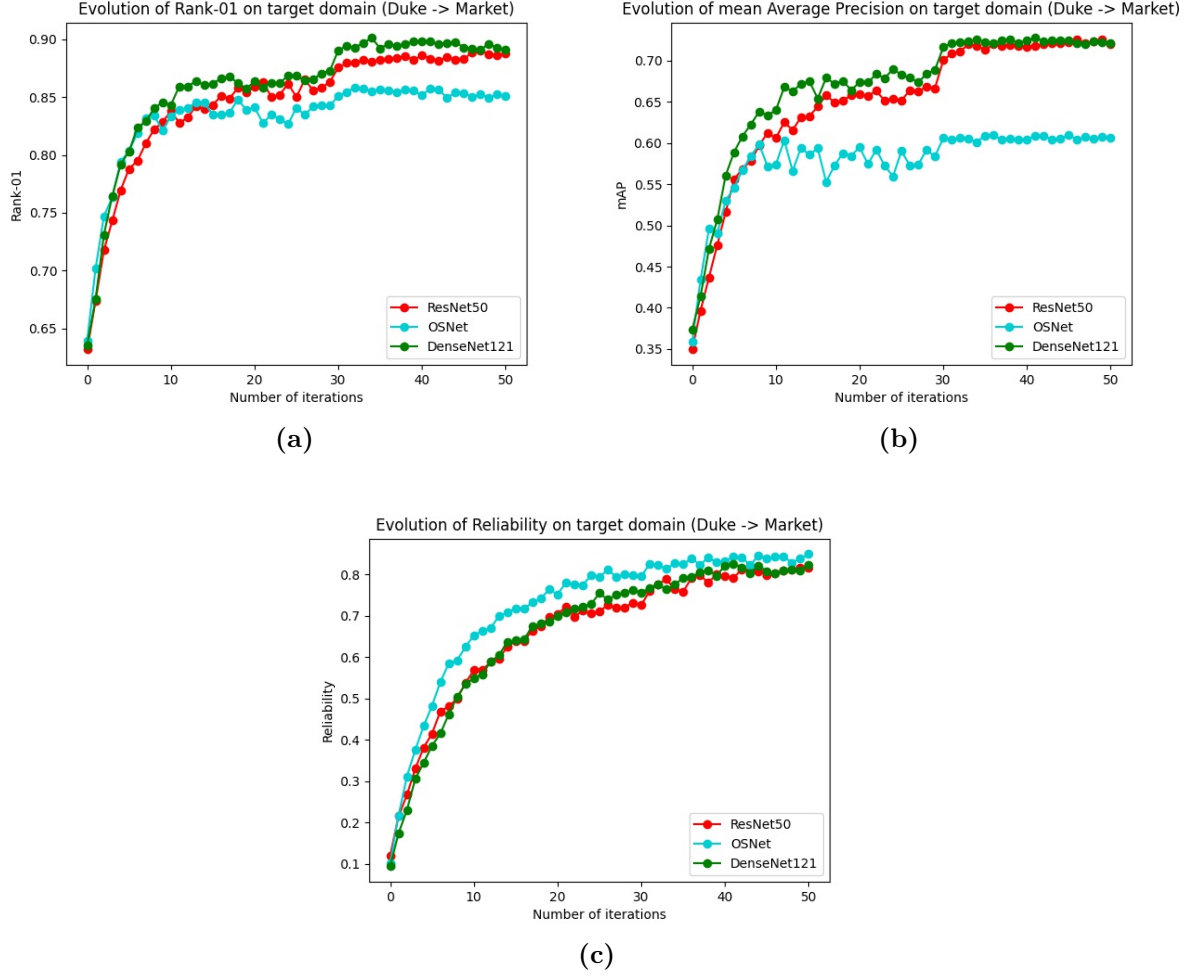 Evolution of Rank-01 on target domain (Duke -> Market)
Rank-01
0.90
0.85
0.80
0.75
0.70
0.65
ResNet50
OSNet
DenseNet121
0 10 20 30 40 50
Number of iterations
(a)
Evolution of mean Average Precision on target domain (Duke -> Market)
mAP
0.70
0.65
0.60
0.55
0.50
0.45
0.40
0.35
ResNet50
OSNet
DenseNet121
0 10 20 30 40 50
Number of iterations
(b)
Evolution of Reliability on target domain (Duke -> Market)
Reliability
0.8
0.7
0.6
0.5
0.4
0.3
0.2
0.1
ResNet50
OSNet
DenseNet121
0 10 20 30 40 50
Number of iterations
(c)